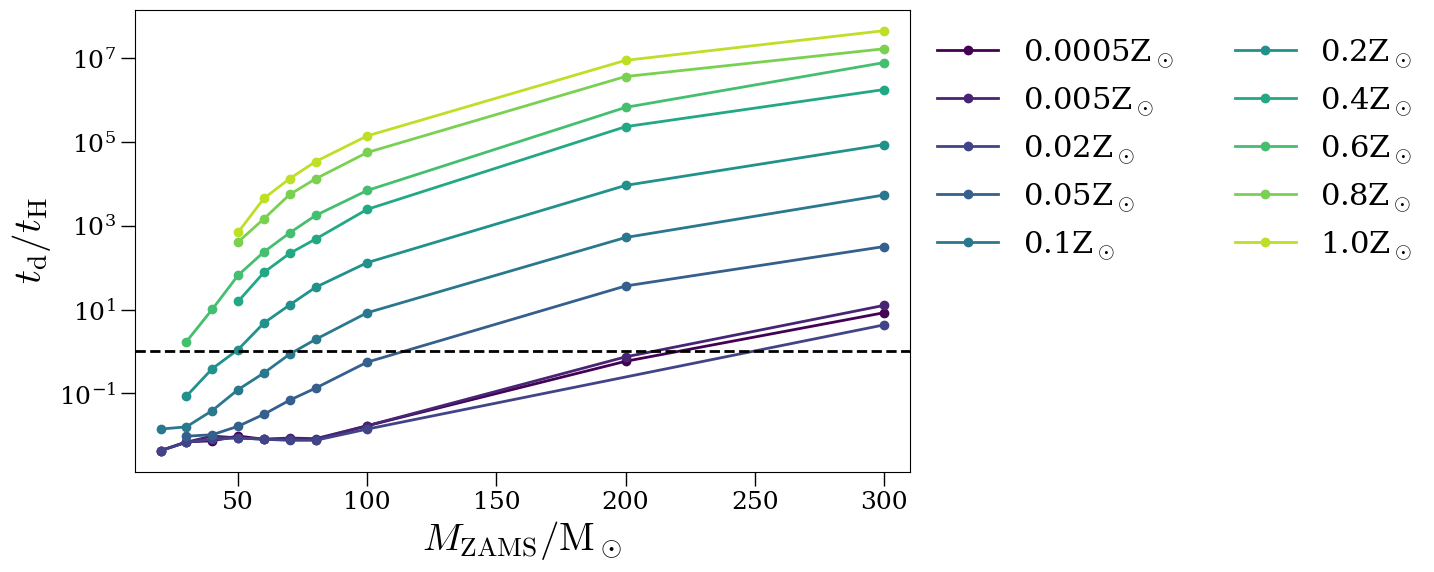 10^7
10^5
10^3
10^1
10^{-1}
t_d/t_H
50 100 150 200 250 300
M_ZAMS/M_⊙
0.0005Z_⊙
0.005Z_⊙
0.02Z_⊙
0.05Z_⊙
0.1Z_⊙
0.2Z_⊙
0.4Z_⊙
0.6Z_⊙
0.8Z_⊙
1.0Z_⊙